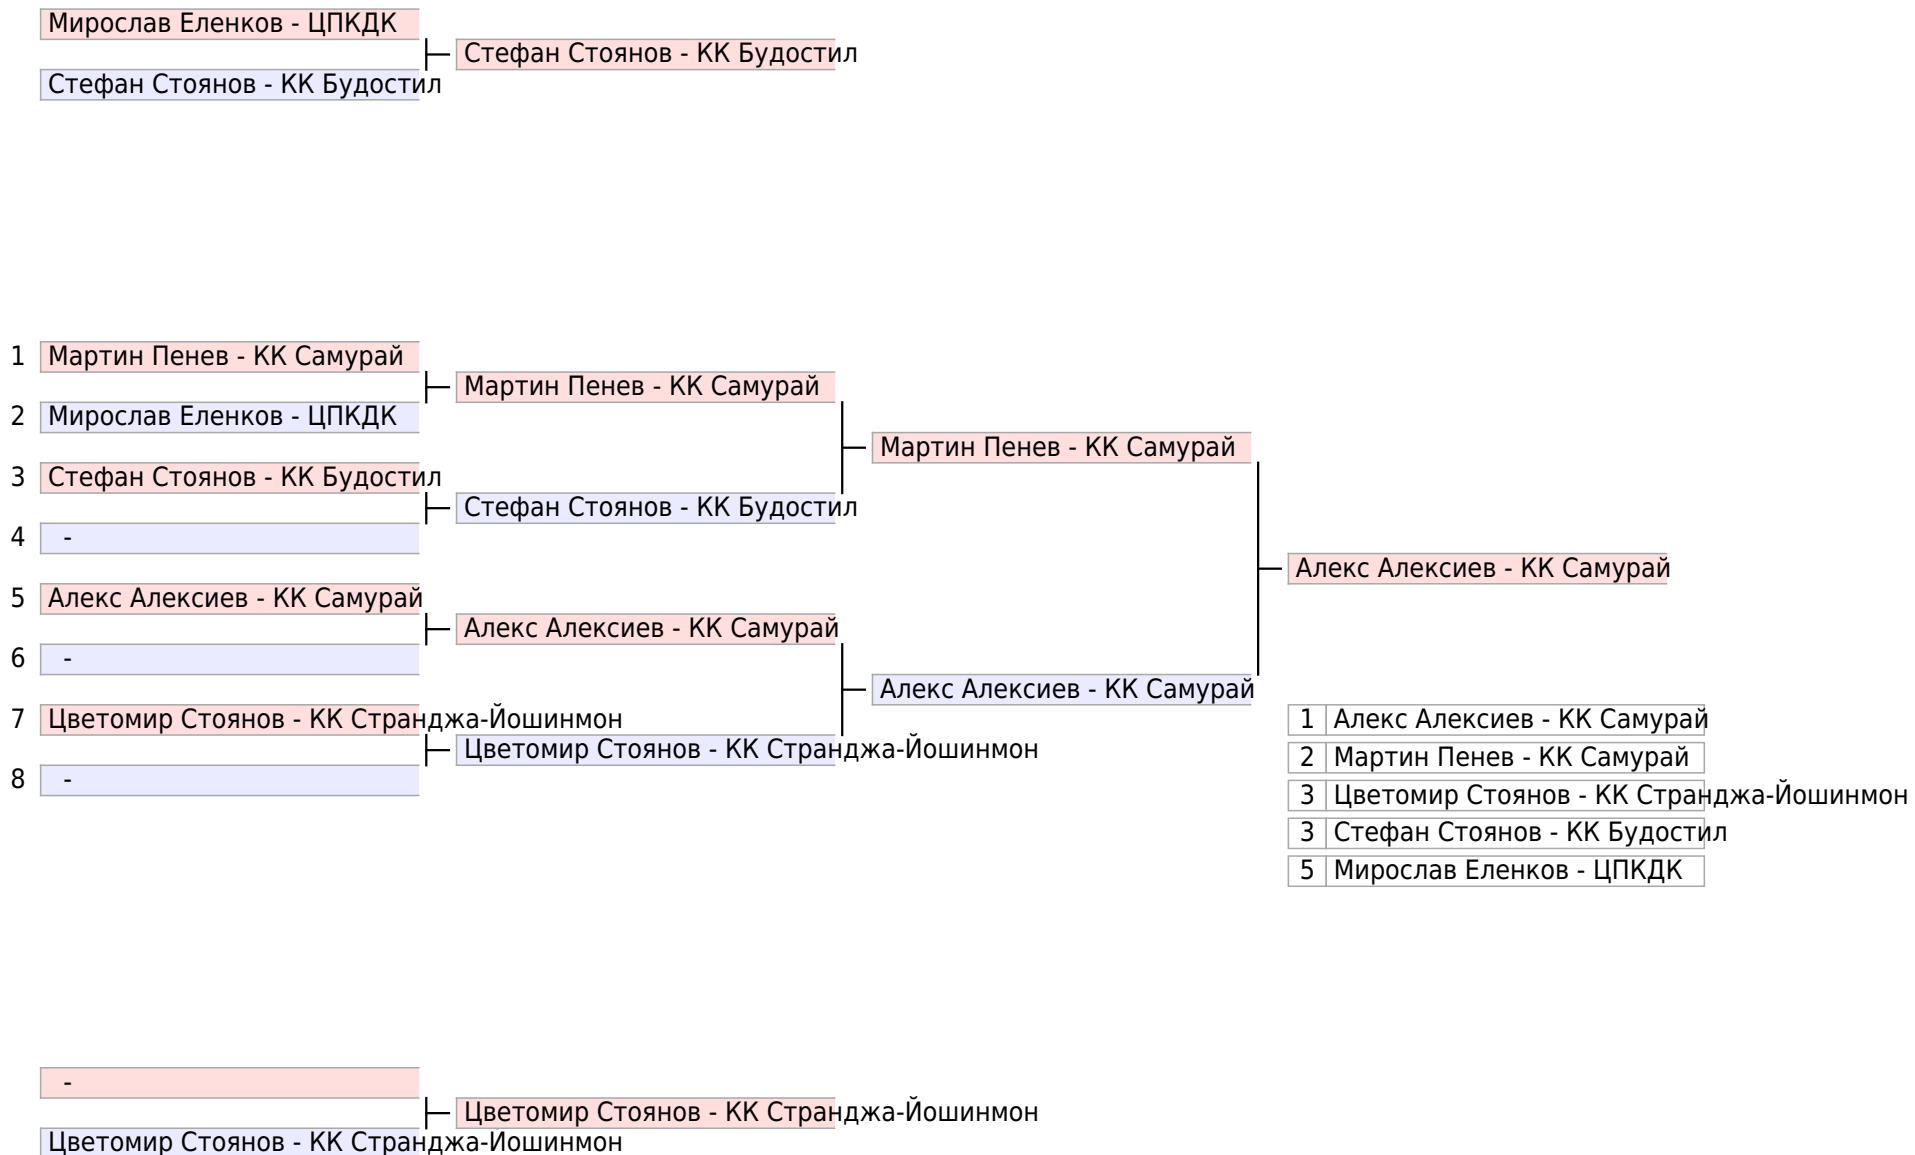 Мирослав Еленков - ЦПКДК
Стефан Стоянов - КК Будостил
Стефан Стоянов - КК Будостил
1 Мартин Пенев - КК Самурай
Мартин Пенев - КК Самурай
2 Мирослав Еленков - ЦПКДК
Мартин Пенев - КК Самурай
3 Стефан Стоянов - КК Будостил
Стефан Стоянов - КК Будостил
4 -
Алекс Алексиев - КК Самурай
5 Алекс Алексиев - КК Самурай
Алекс Алексиев - КК Самурай
6 -
Алекс Алексиев - КК Самурай
7 Цветомир Стоянов - КК Странджа-Йошинмон
Цветомир Стоянов - КК Странджа-Йошинмон
8 -
1 Алекс Алексиев - КК Самурай
2 Мартин Пенев - КК Самурай
3 Цветомир Стоянов - КК Странджа-Йошинмон
3 Стефан Стоянов - КК Будостил
5 Мирослав Еленков - ЦПКДК
-
Цветомир Стоянов - КК Странджа-Йошинмон
Цветомир Стоянов - КК Странджа-Йошинмон